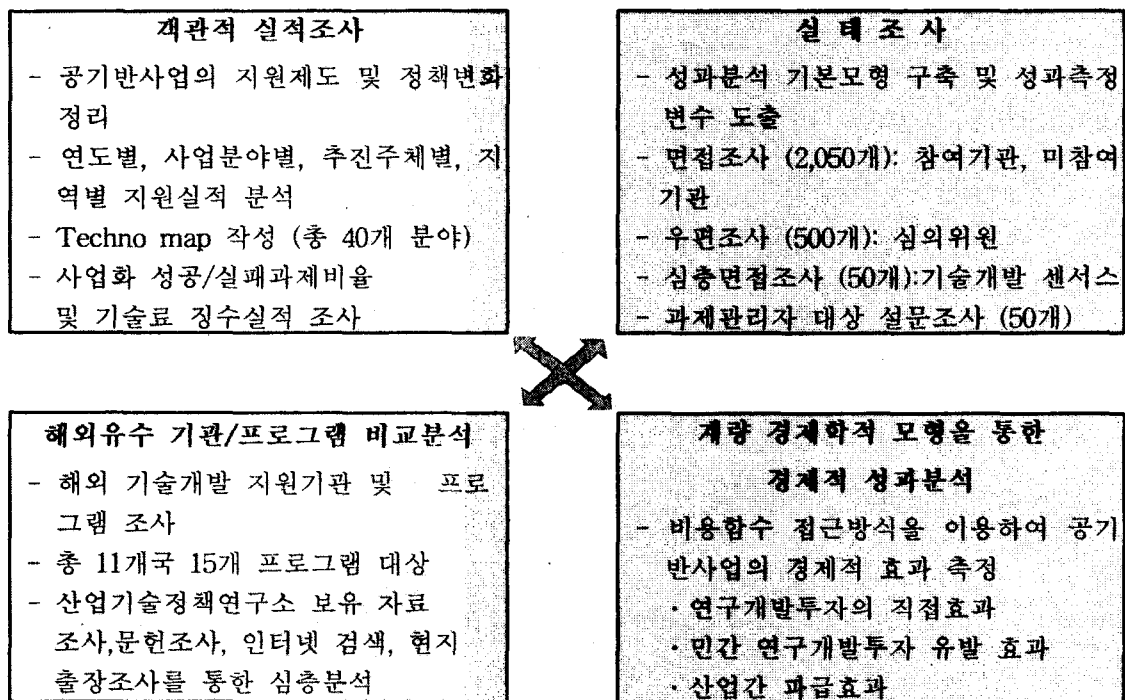 객관적 실적조사
- 공기반사업의 지원제도 및 정책변화
정리
- 연도별, 사업분야별, 추진주체별, 지
역별 지원실적 분석
- Techno map 작성 (총 40개 분야)
- 사업화 성공/실패과제비율
및 기술료 징수실적 조사
실 태 조 사
- 성과분석 기본모형 구축 및 성과측정
변수 도출
- 면접조사 (2,050개): 참여기관, 미참여
기관
- 우편조사 (500개): 심의위원
- 심층면접조사 (50개):기술개발 센서스
- 과제관리자 대상 설문조사 (50개)
해외유수 기관/프로그램 비교분석
- 해외 기술개발 지원기관 및 프로
그램 조사
- 총 11개국 15개 프로그램 대상
- 산업기술정책연구소 보유 자료
조사,문헌조사, 인터넷 검색, 현지
출장조사를 통한 심층분석
계량 경제학적 모형을 통한
경제적 성과분석
- 비용함수 접근방식을 이용하여 공기
반사업의 경제적 효과 측정
· 연구개발투자의 직접효과
· 민간 연구개발투자 유발 효과
· 산업간 파급효과